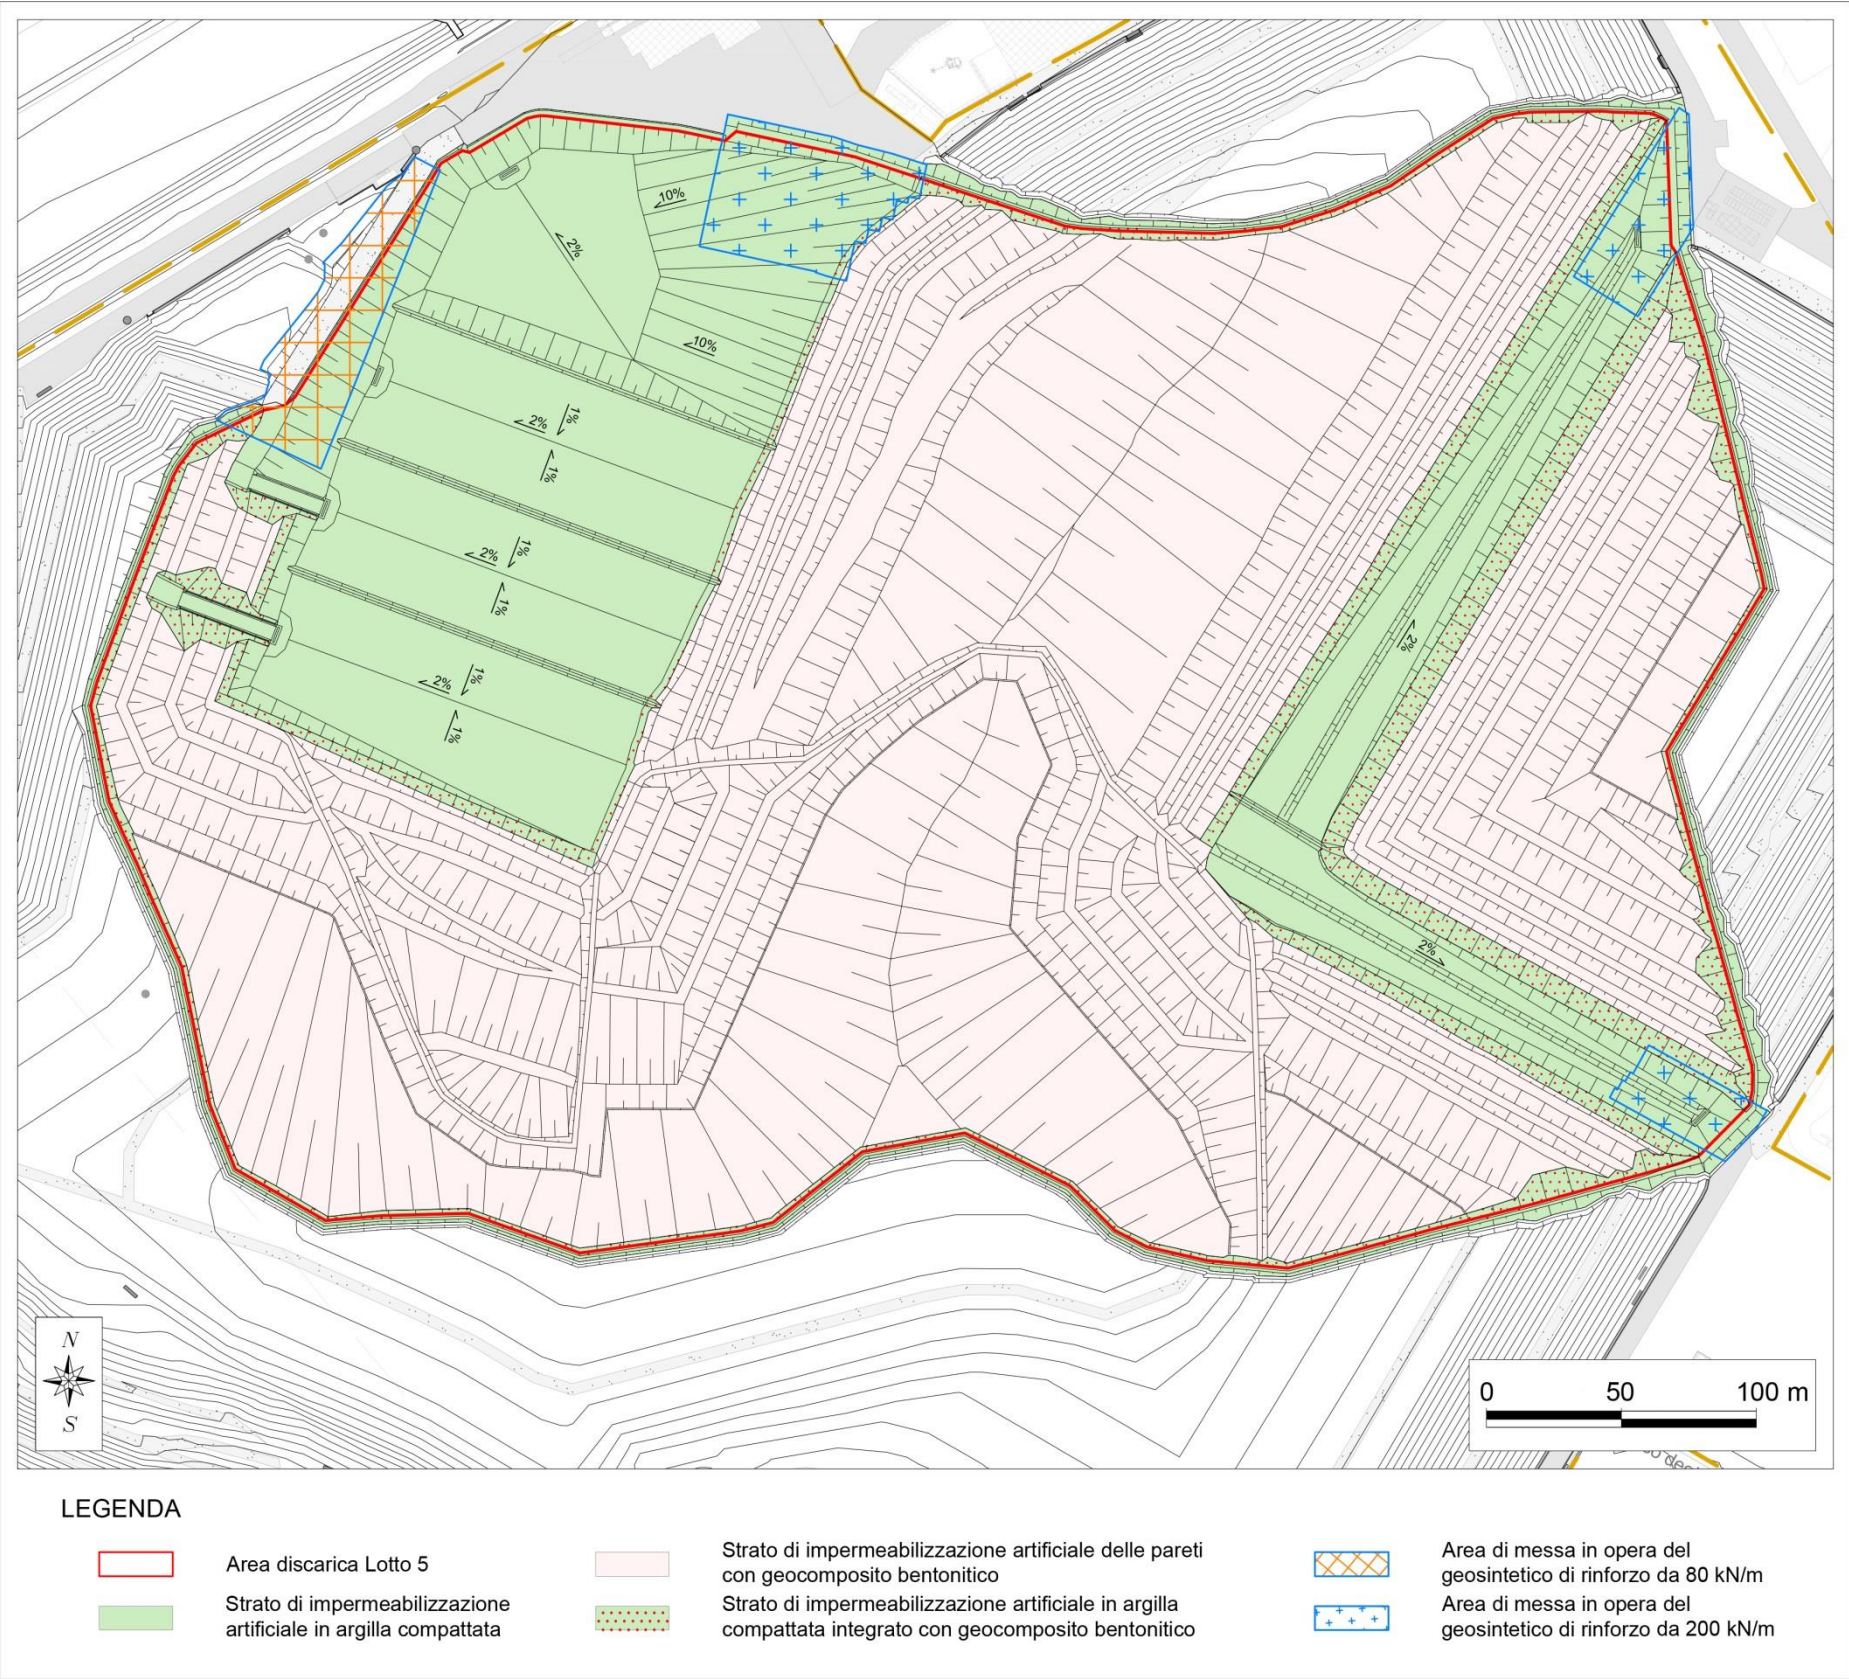 10%
2%
10%
1%
2%
1%
1%
2%
1%
2%
1%
2%
1%
2%
N
S
0 50 100 m
LEGENDA
Area discarica Lotto 5
Strato di impermeabilizzazione
artificiale in argilla compattata
Strato di impermeabilizzazione artificiale delle pareti
con geocomposito bentonitico
Strato di impermeabilizzazione artificiale in argilla
compattata integrato con geocomposito bentonitico
Area di messa in opera del
geosintetico di rinforzo da 80 kN/m
Area di messa in opera del
geosintetico di rinforzo da 200 kN/m